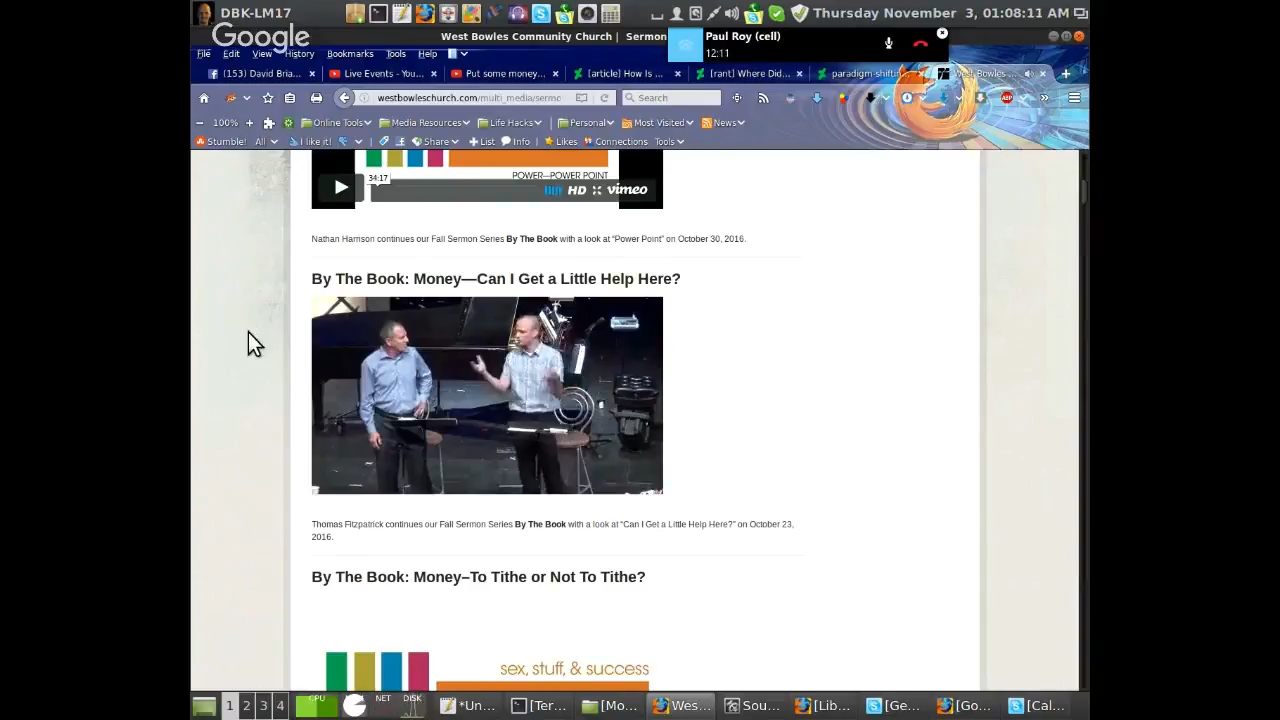 DBK-LM17
Thursday November 3, 01:08:11 AM
Google
West Bowles Community Church | Sermon
Paul Roy (cell)
12:11
File Edit View History Bookmarks Tools Help
(153) David Bria... Live Events - You... Put some money... [article] How Is ... [rant] Where Did... paradigm-shiftin... West Bowles
westbowleschurch.com/multi_media/sermo
Search
100% Online Tools Media Resources Life Hacks Personal Most Visited News
Stumble! All I like it! Share List Info Likes Connections Tools
34:17
POWER—POWER POINT
HD vimeo
Nathan Harrison continues our Fall Sermon Series By The Book with a look at “Power Point” on October 30, 2016.
By The Book: Money—Can I Get a Little Help Here?
Thomas Fitzpatrick continues our Fall Sermon Series By The Book with a look at “Can I Get a Little Help Here?” on October 23,
2016.
By The Book: Money–To Tithe or Not To Tithe?
sex, stuff, & success
1 2 3 4 CPU NET DISK *Un... [Ter... [Mo... Wes... Sou... [Lib... [Ge... [Go... [Cal...